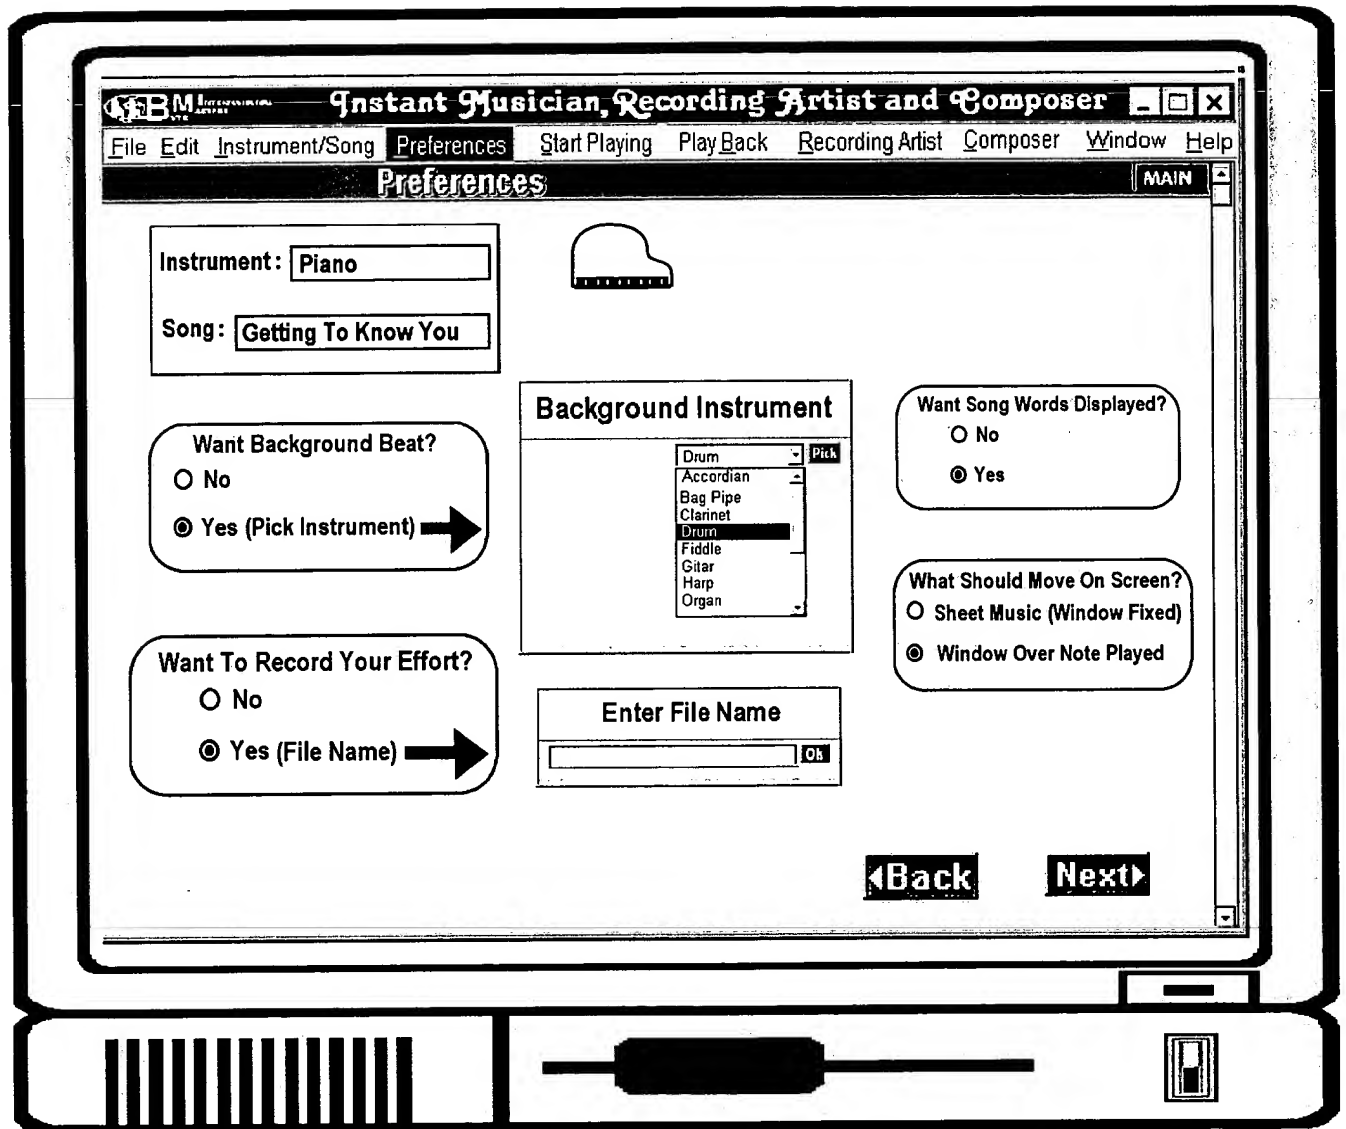 BMI Instant Musician, Recording Artist and Composer
File Edit Instrument/Song Preferences Start Playing Play Back Recording Artist Composer Window Help
Preferences MAIN
Instrument: Piano
Song: Getting To Know You
Want Background Beat?
No
Yes (Pick Instrument)
Background Instrument
Drum Pick
Accordian
Bag Pipe
Clarinet
Drum
Fiddle
Gitar
Harp
Organ
Want Song Words Displayed?
No
Yes
What Should Move On Screen?
Sheet Music (Window Fixed)
Window Over Note Played
Want To Record Your Effort?
No
Yes (File Name)
Enter File Name
Ok
Back Next